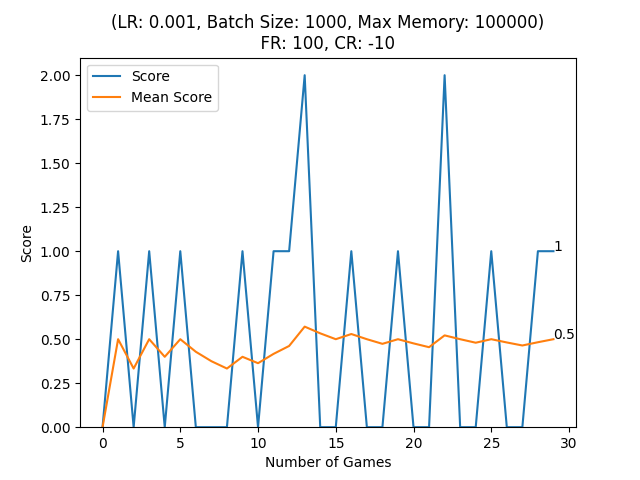 (LR: 0.001, Batch Size: 1000, Max Memory: 100000)
FR: 100, CR: -10
Score
Mean Score
2.00
1.75
1.50
1.25
1.00
0.75
0.50
0.25
0.00
Score
1
0.5
0 5 10 15 20 25 30
Number of Games